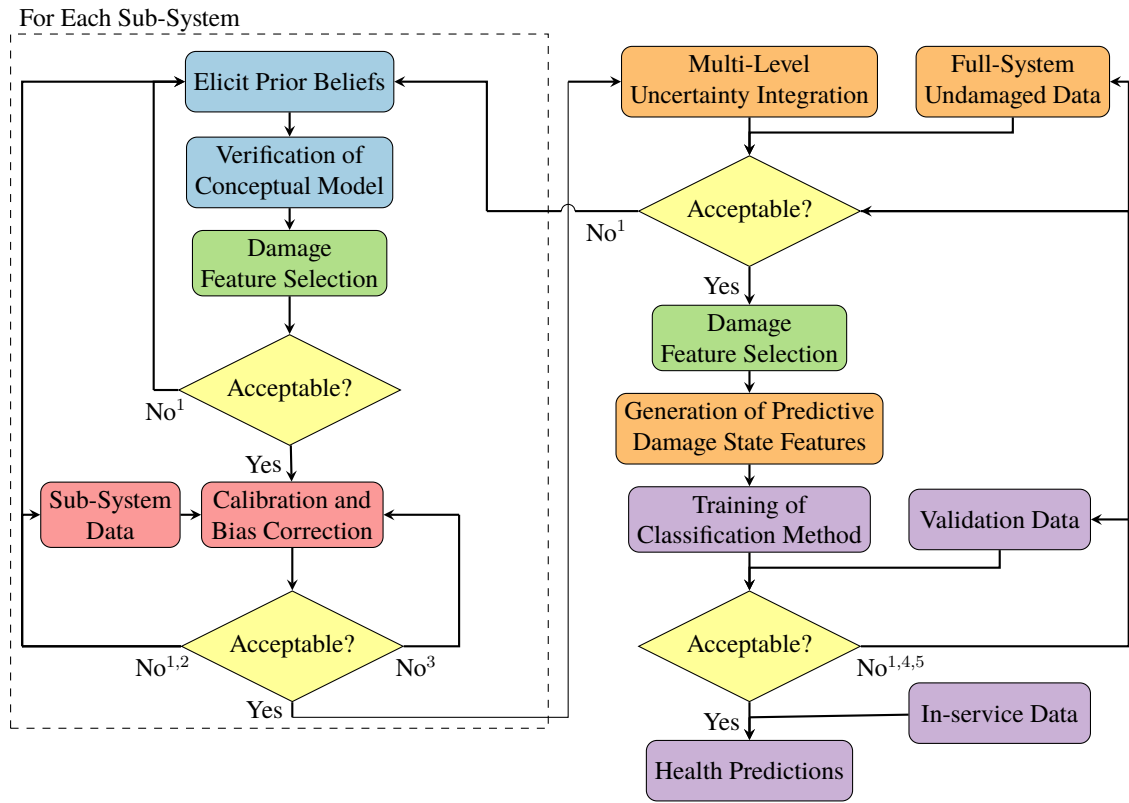 For Each Sub-System
Elicit Prior Beliefs
Verification of
Conceptual Model
Damage
Feature Selection
Acceptable?
No¹
Yes
Sub-System
Data
Calibration and
Bias Correction
Acceptable?
No¹,²
No³
Yes
Multi-Level
Uncertainty Integration
Full-System
Undamaged Data
Acceptable?
No¹
Yes
Damage
Feature Selection
Generation of Predictive
Damage State Features
Training of
Classification Method
Validation Data
Acceptable?
No¹,⁴,⁵
Yes
In-service Data
Health Predictions